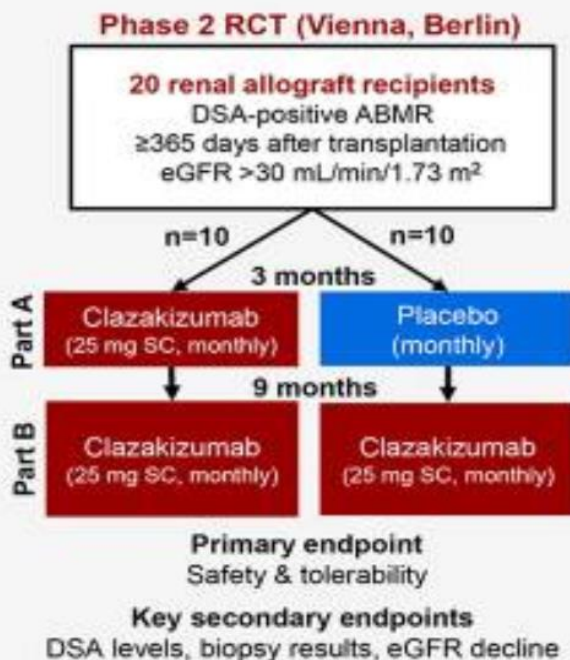 Phase 2 RCT (Vienna, Berlin)
20 renal allograft recipients
DSA-positive ABMR
≥365 days after transplantation
eGFR >30 mL/min/1.73 m²
n=10
n=10
3 months
Part A
Clazakizumab
(25 mg SC, monthly)
Placebo
(monthly)
9 months
Part B
Clazakizumab
(25 mg SC, monthly)
Clazakizumab
(25 mg SC, monthly)
Primary endpoint
Safety & tolerability
Key secondary endpoints
DSA levels, biopsy results, eGFR decline